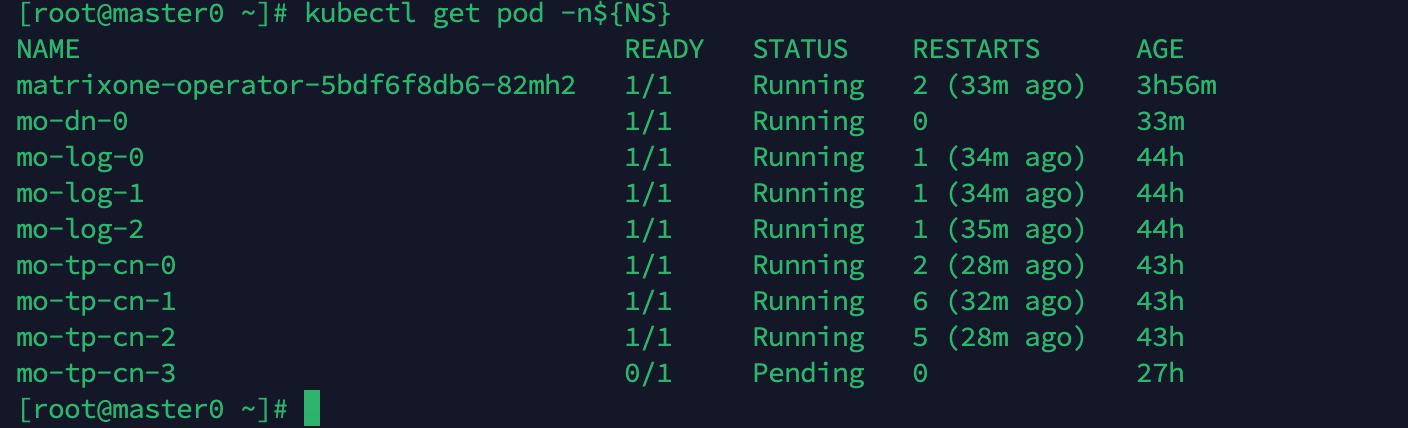 [root@master0 ~]# kubectl get pod -n${NS}
NAME READY STATUS RESTARTS AGE
matrixone-operator-5bdf6f8db6-82mh2 1/1 Running 2 (33m ago) 3h56m
mo-dn-0 1/1 Running 0 33m
mo-log-0 1/1 Running 1 (34m ago) 44h
mo-log-1 1/1 Running 1 (34m ago) 44h
mo-log-2 1/1 Running 1 (35m ago) 44h
mo-tp-cn-0 1/1 Running 2 (28m ago) 43h
mo-tp-cn-1 1/1 Running 6 (32m ago) 43h
mo-tp-cn-2 1/1 Running 5 (28m ago) 43h
mo-tp-cn-3 0/1 Pending 0 27h
[root@master0 ~]#